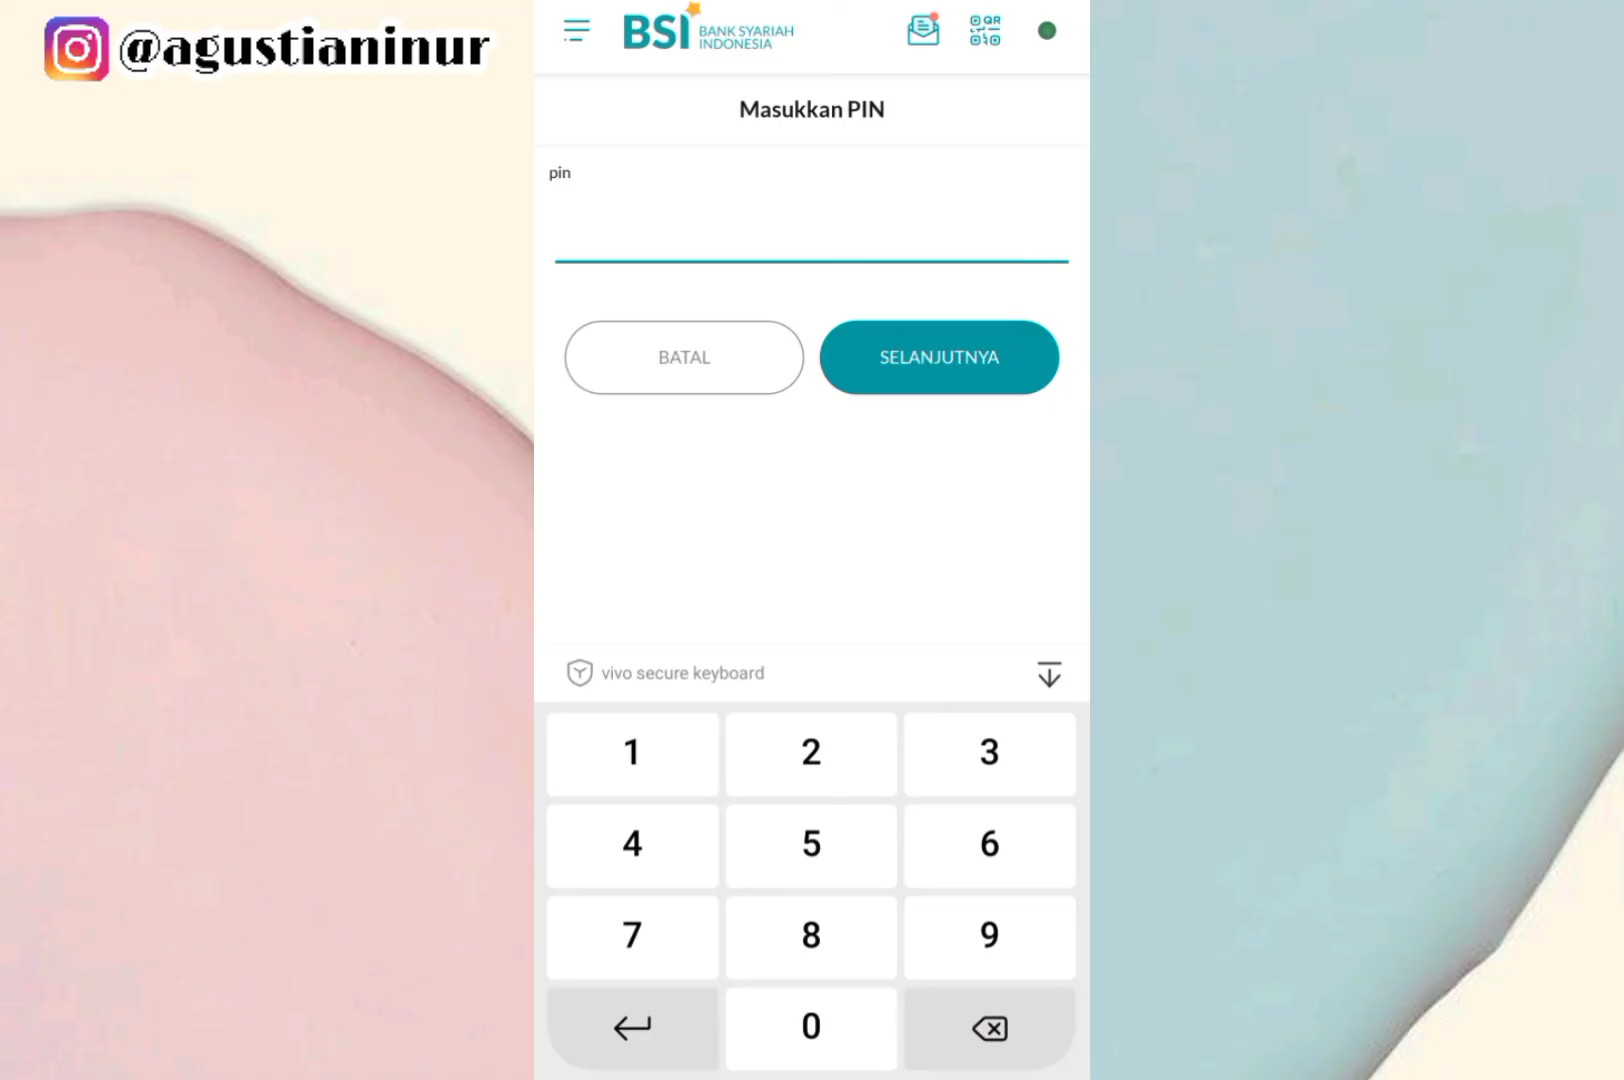 @agustianinur
BSI BANK SYARIAH
INDONESIA
QR
Masukkan PIN
pin
BATAL
SELANJUTNYA
vivo secure keyboard
1 2 3
4 5 6
7 8 9
0